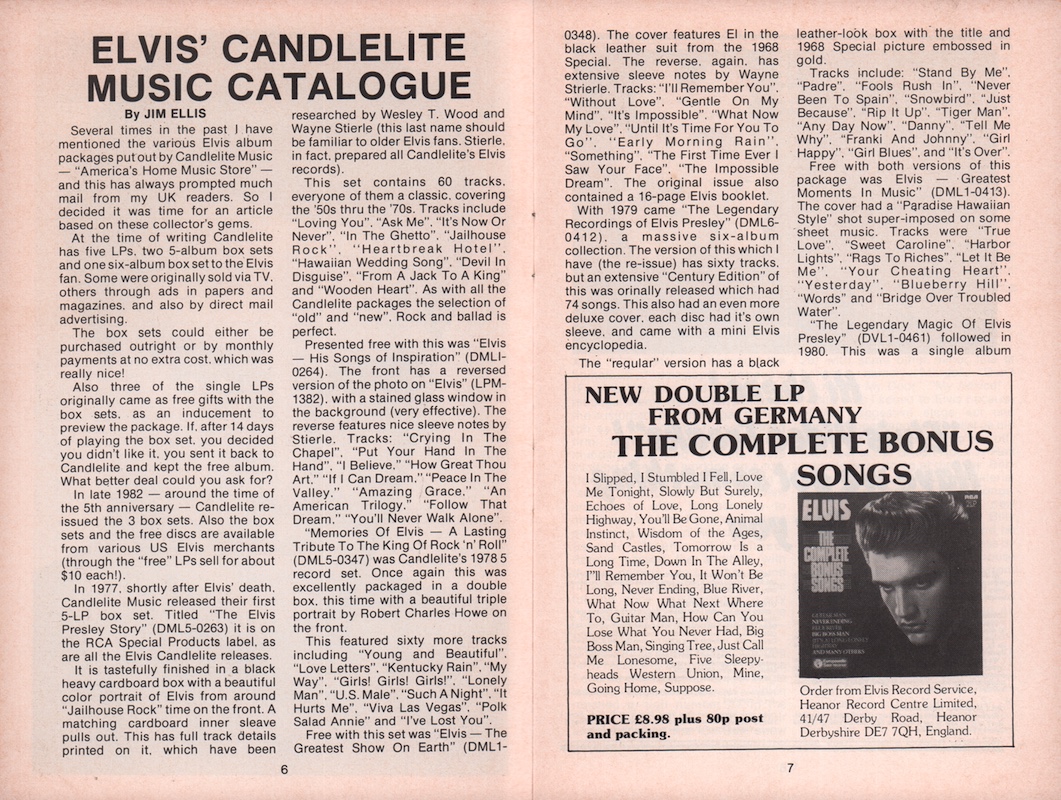 ELVIS' CANDLELITE
MUSIC CATALOGUE
By JIM ELLIS
Several times in the past I have
mentioned the various Elvis album
packages put out by Candlelite Music
— "America's Home Music Store" —
and this has always prompted much
mail from my UK readers. So I
decided it was time for an article
based on these collector's gems.
At the time of writing Candlelite
has five LPs, two 5-album box sets
and one six-album box set to the Elvis
fan. Some were originally sold via TV,
others through ads in papers and
magazines, and also by direct mail
advertising.
The box sets could either be
purchased outright or by monthly
payments at no extra cost, which was
really nice!
Also three of the single LPs
originally came as free gifts with the
box sets, as an inducement to
preview the package. If, after 14 days
of playing the box set, you decided
you didn't like it, you sent it back to
Candlelite and kept the free album.
What better deal could you ask for?
In late 1982 — around the time of
the 5th anniversary — Candlelite re-
issued the 3 box sets. Also the box
sets and the free discs are available
from various US Elvis merchants
(through the "free" LPs sell for about
$10 each!).
In 1977, shortly after Elvis' death,
Candlelite Music released their first
5-LP box set. Titled "The Elvis
Presley Story" (DML5-0263) it is on
the RCA Special Products label, as
are all the Elvis Candlelite releases.
It is tastefully finished in a black
heavy cardboard box with a beautiful
color portrait of Elvis from around
"Jailhouse Rock" time on the front. A
matching cardboard inner sleeve
pulls out. This has full track details
printed on it, which have been
researched by Wesley T. Wood and
Wayne Stierle (this last name should
be familiar to older Elvis fans. Stierle,
in fact, prepared all Candlelite's Elvis
records).
This set contains 60 tracks,
everyone of them a classic, covering
the '50s thru the '70s. Tracks include
"Loving You", "Ask Me", "It's Now Or
Never", "In The Ghetto", "Jailhouse
Rock", "Heartbreak Hotel",
"Hawaiian Wedding Song", "Devil In
Disguise", "From A Jack To A King"
and "Wooden Heart". As with all the
Candlelite packages the selection of
"old" and "new", Rock and ballad is
perfect.
Presented free with this was "Elvis
— His Songs of Inspiration" (DMLI-
0264). The front has a reversed
version of the photo on "Elvis" (LPM-
1382), with a stained glass window in
the background (very effective). The
reverse features nice sleeve notes by
Stierle. Tracks: "Crying In The
Chapel", "Put Your Hand In The
Hand", "I Believe," "How Great Thou
Art," "If I Can Dream," "Peace In The
Valley," "Amazing Grace," "An
American Trilogy," "Follow That
Dream," "You'll Never Walk Alone".
"Memories Of Elvis — A Lasting
Tribute To The King Of Rock 'n' Roll"
(DML5-0347) was Candlelite's 1978 5
record set. Once again this was
excellently packaged in a double
box, this time with a beautiful triple
portrait by Robert Charles Howe on
the front.
This featured sixty more tracks
including "Young and Beautiful",
"Love Letters", "Kentucky Rain", "My
Way", "Girls! Girls! Girls!", "Lonely
Man", "U.S. Male", "Such A Night", "It
Hurts Me", "Viva Las Vegas", "Polk
Salad Annie" and "I've Lost You".
Free with this set was "Elvis — The
Greatest Show On Earth" (DML1-
6
0348). The cover features El in the
black leather suit from the 1968
Special. The reverse, again, has
extensive sleeve notes by Wayne
Strierle. Tracks: "I'll Remember You",
"Without Love", "Gentle On My
Mind", "It's Impossible", "What Now
My Love", "Until It's Time For You To
Go", "Early Morning Rain",
"Something", "The First Time Ever I
Saw Your Face", "The Impossible
Dream". The original issue also
contained a 16-page Elvis booklet.
With 1979 came "The Legendary
Recordings of Elvis Presley" (DML6-
0412), a massive six-album
collection. The version of this which I
have (the re-issue) has sixty tracks,
but an extensive "Century Edition" of
this was orinally released which had
74 songs. This also had an even more
deluxe cover, each disc had it's own
sleeve, and came with a mini Elvis
encyclopedia.
The "regular" version has a black
leather-look box with the title and
1968 Special picture embossed in
gold.
Tracks include: "Stand By Me",
"Padre", "Fools Rush In", "Never
Been To Spain", "Snowbird", "Just
Because", "Rip It Up", "Tiger Man",
"Any Day Now", "Danny", "Tell Me
Why", "Franki And Johnny", "Girl
Happy", "Girl Blues", and "It's Over".
Free with both versions of this
package was Elvis — Greatest
Moments In Music" (DML1-0413).
The cover had a "Paradise Hawaiian
Style" shot super-imposed on some
sheet music. Tracks were "True
Love", "Sweet Caroline", "Harbor
Lights", "Rags To Riches", "Let It Be
Me", "Your Cheating Heart",
"Yesterday", "Blueberry Hill",
"Words" and "Bridge Over Troubled
Water".
"The Legendary Magic Of Elvis
Presley" (DVL1-0461) followed in
1980. This was a single album
NEW DOUBLE LP
FROM GERMANY
THE COMPLETE BONUS
SONGS
I Slipped, I Stumbled I Fell, Love
Me Tonight, Slowly But Surely,
Echoes of Love, Long Lonely
Highway, You'll Be Gone, Animal
Instinct, Wisdom of the Ages,
Sand Castles, Tomorrow Is a
Long Time, Down In The Alley,
I"ll Remember You, It Won't Be
Long, Never Ending, Blue River,
What Now What Next Where
To, Guitar Man, How Can You
Lose What You Never Had, Big
Boss Man, Singing Tree, Just Call
Me Lonesome, Five Sleepy-
heads Western Union, Mine,
Going Home, Suppose.
PRICE £8.98 plus 80p post
and packing.
ELVIS
RCA
2LP
THE
COMPLETE
BONUS
SONGS
GUITAR MAN
NEVER ENDING
BLUE RIVER
BIG BOSS MAN
IT'S A LONG LONELY
HIGHWAY
AND MANY OTHERS
Order from Elvis Record Service,
Heanor Record Centre Limited,
41/47 Derby Road, Heanor
Derbyshire DE7 7QH, England.
7